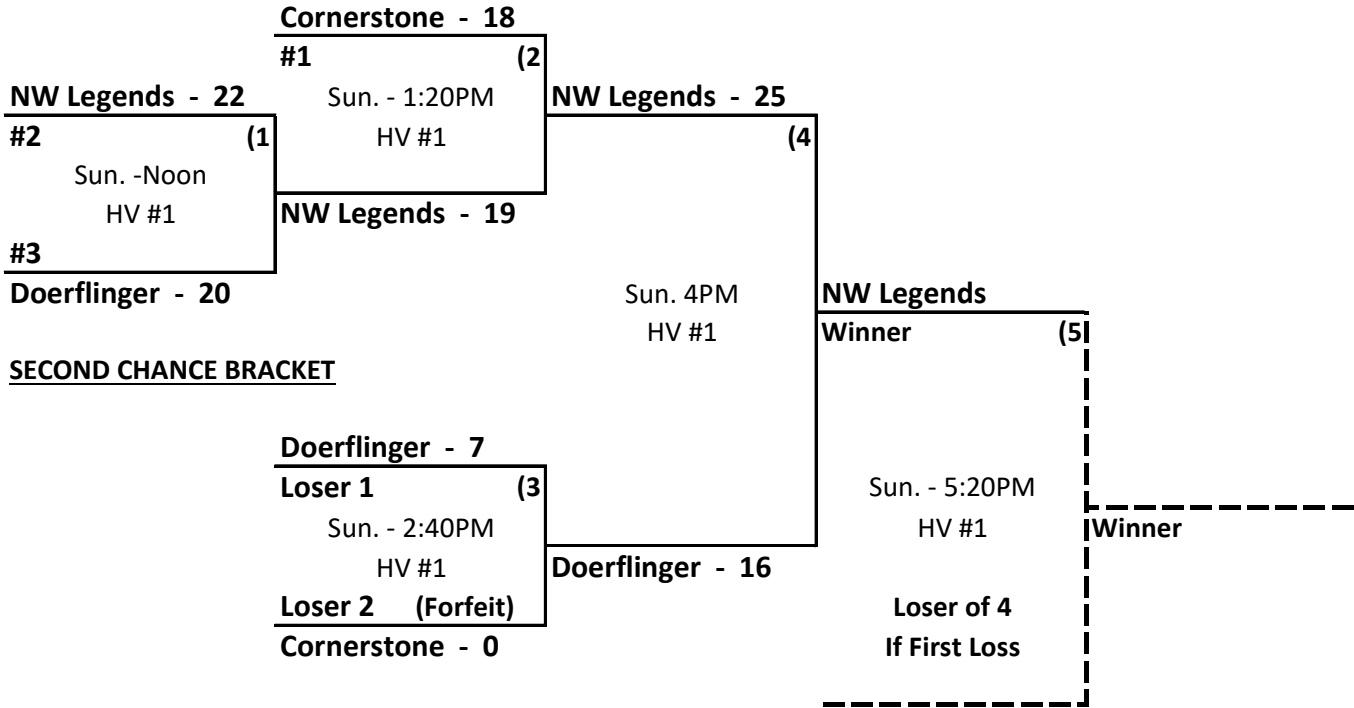 Cornerstone - 18
#1 (2
NW Legends - 22 Sun. - 1:20PM NW Legends - 25
#2 (1 HV #1 (4
Sun. -Noon
HV #1 NW Legends - 19
#3
Doerflinger - 20 Sun. 4PM NW Legends
HV #1 Winner (5
SECOND CHANCE BRACKET
Doerflinger - 7
Loser 1 (3 Sun. - 5:20PM
Sun. - 2:40PM HV #1 Winner
HV #1 Doerflinger - 16
Loser 2 (Forfeit) Loser of 4
Cornerstone - 0 If First Loss